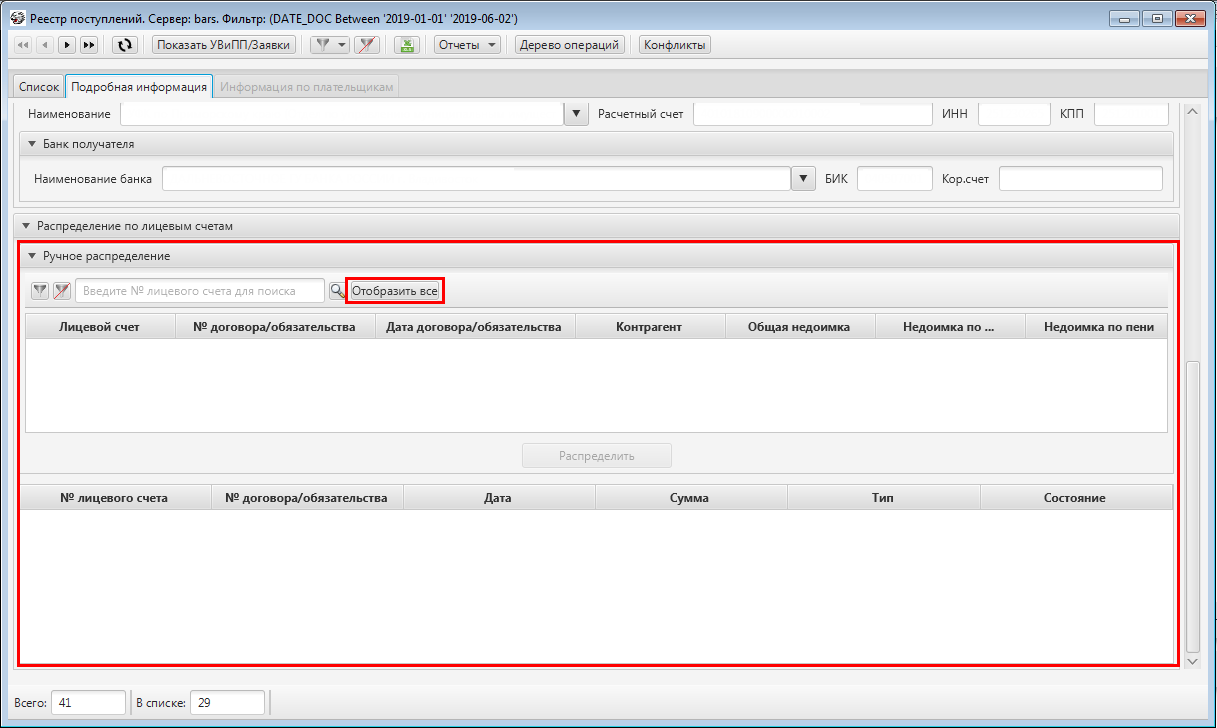 Реестр поступлений. Сервер: bars. Фильтр: (DATE_DOC Between '2019-01-01' '2019-06-02')
Показать УВиПП/Заявки Отчеты Дерево операций Конфликты
Список Подробная информация Информация по плательщикам
Наименование Расчетный счет ИНН КПП
Банк получателя
Наименование банка БИК Кор.счет
Распределение по лицевым счетам
Ручное распределение
Введите № лицевого счета для поиска Отобразить все
Лицевой счет № договора/обязательства Дата договора/обязательства Контрагент Общая недоимка Недоимка по ... Недоимка по пени
Распределить
№ лицевого счета № договора/обязательства Дата Сумма Тип Состояние
Всего: 41 В списке: 29